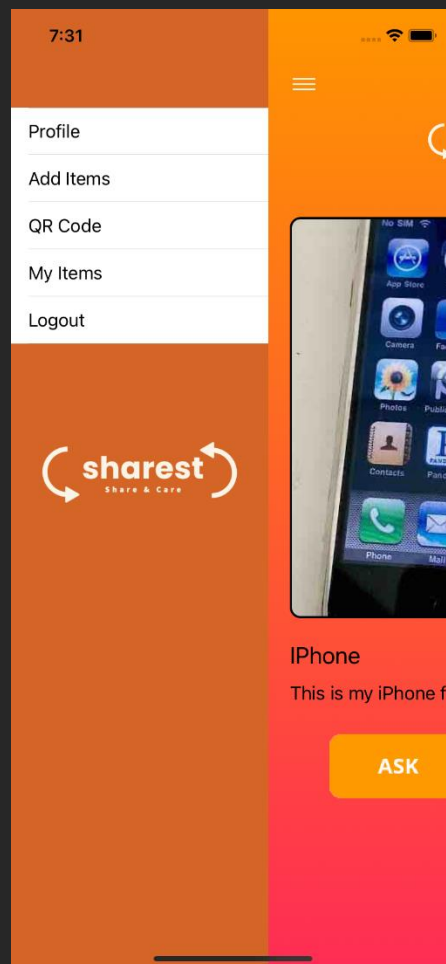 7:31
Profile
Add Items
QR Code
My Items
Logout
sharest
Share & Care
No SIM
App Store
Camera
Photos
Contacts
Phone
Mail
IPhone
This is my iPhone f
ASK